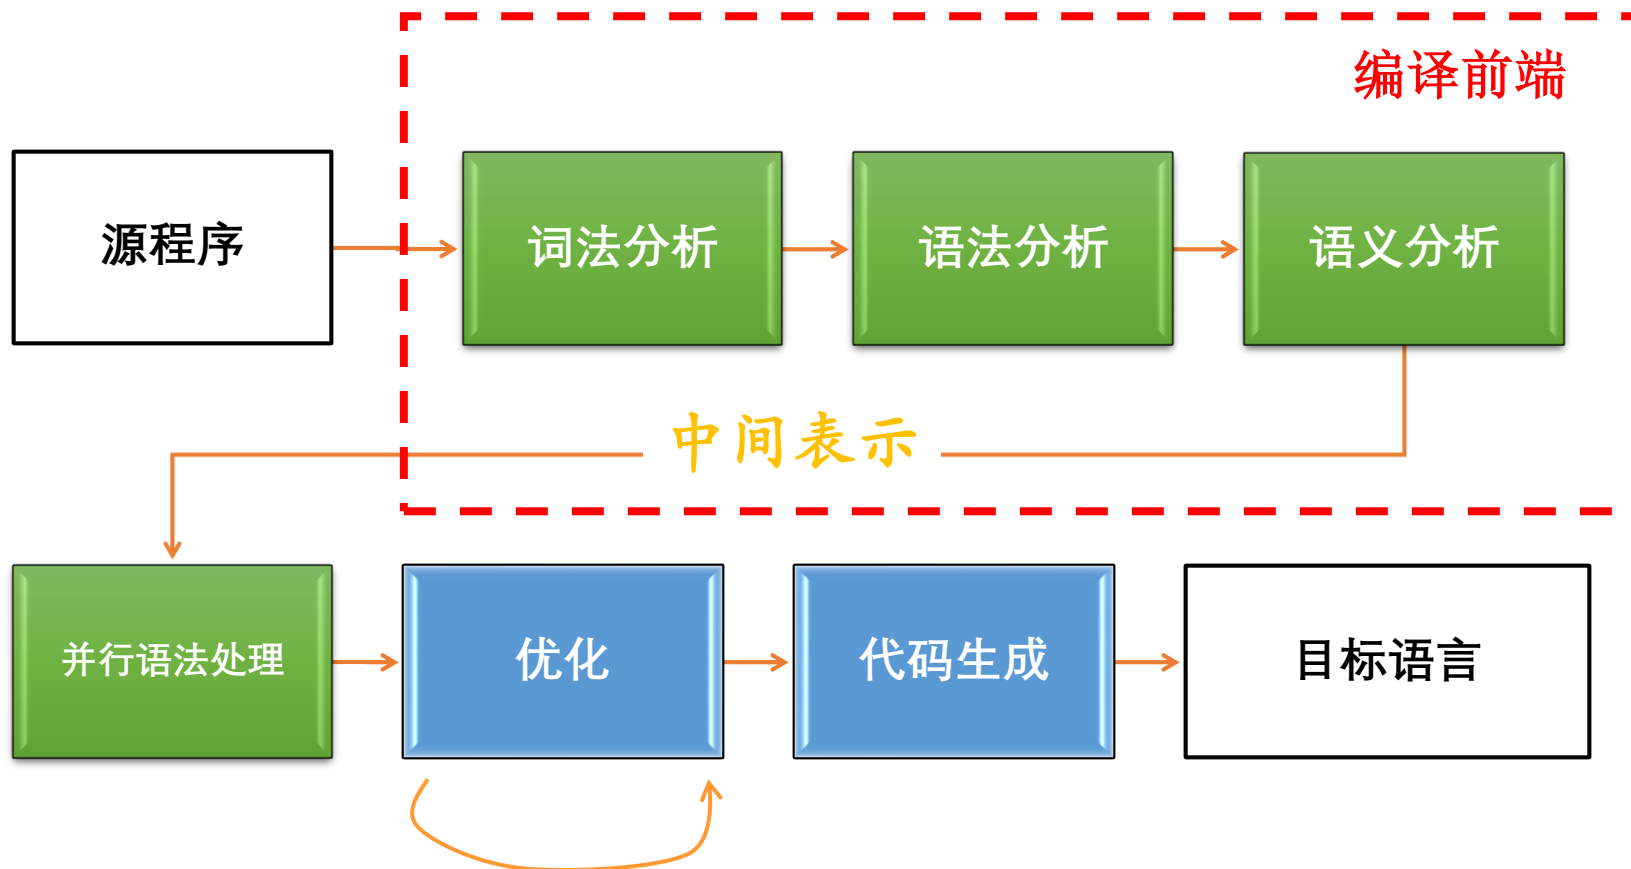 编译前端
源程序
词法分析
语法分析
语义分析
中间表示
并行语法处理
优化
代码生成
目标语言